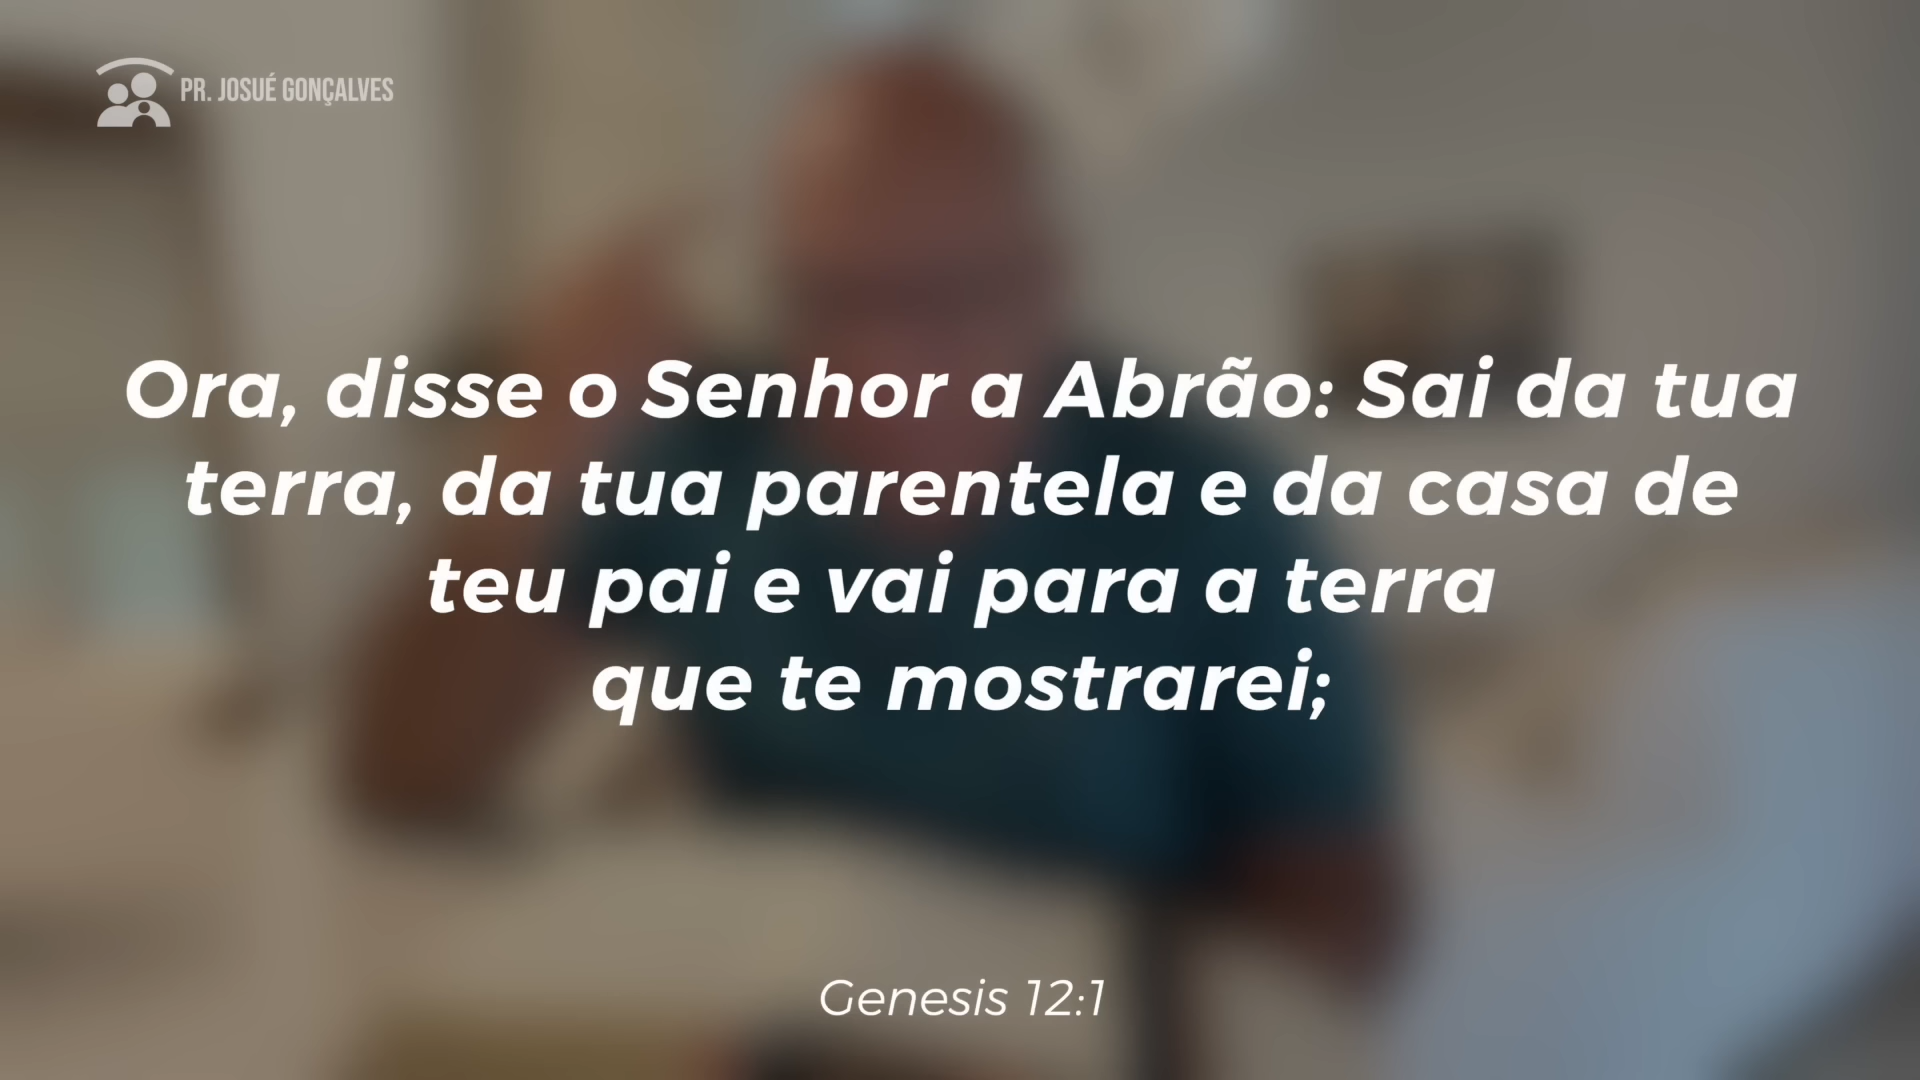 PR. JOSUÉ GONÇALVES
Ora, disse o Senhor a Abrão: Sai da tua
terra, da tua parentela e da casa de
teu pai e vai para a terra
que te mostrarei;
Genesis 12:1